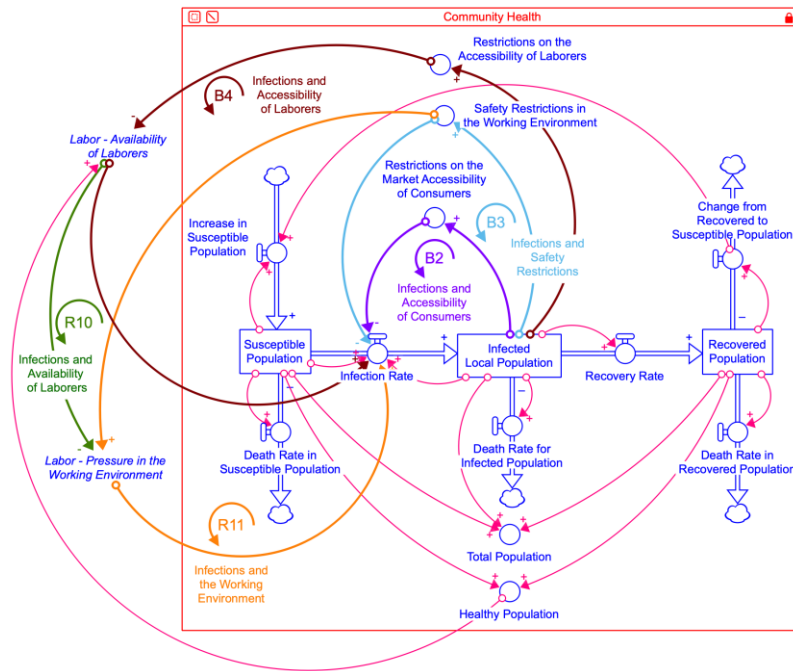 Community Health
Restrictions on the
Accessibility of Laborers
Infections and
Accessibility
of Laborers
B4
Safety Restrictions in
the Working Environment
Labor - Availability
of Laborers
Restrictions on the
Market Accessibility
of Consumers
Change from
Recovered to
Susceptible Population
Increase in
Susceptible
Population
B3
Infections and
Safety
Restrictions
B2
Infections and
Accessibility
of Consumers
R10
Infections and
Availability
of Laborers
Susceptible
Population
Infection Rate
Infected
Local Population
Recovery Rate
Recovered
Population
Labor - Pressure in the
Working Environment
Death Rate in
Susceptible Population
Death Rate for
Infected Population
Death Rate in
Recovered Population
R11
Infections and
the Working
Environment
Total Population
Healthy Population